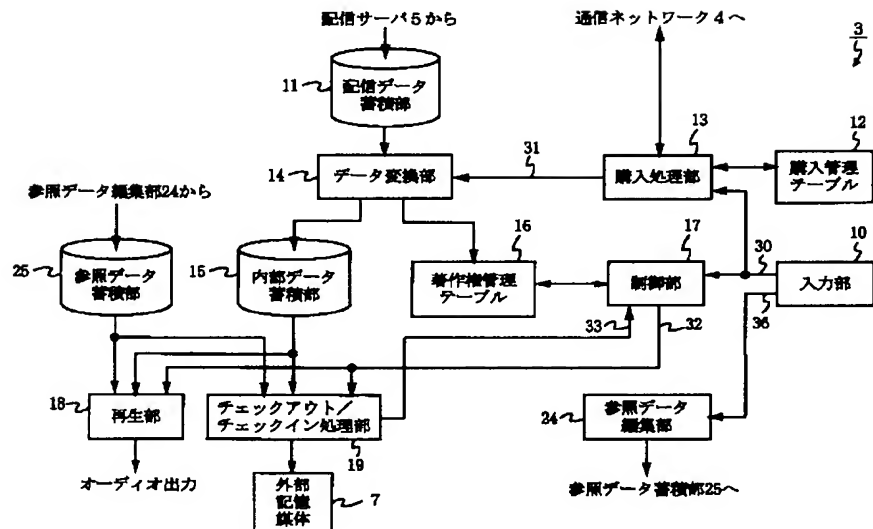 配信サーバ5から
通信ネットワーク4へ
3
11
配信データ
蓄積部
13
12
31
14
データ変換部
購入処理部
購入管理
テーブル
参照データ編集部24から
16
17
10
25
参照データ
蓄積部
15
内部データ
蓄積部
著作権管理
テーブル
制御部
30
入力部
36
33
32
18
再生部
チェックアウト／
チェックイン処理部
24
参照データ
編集部
19
オーディオ出力
外部
記憶
媒体
7
参照データ蓄積部25へ